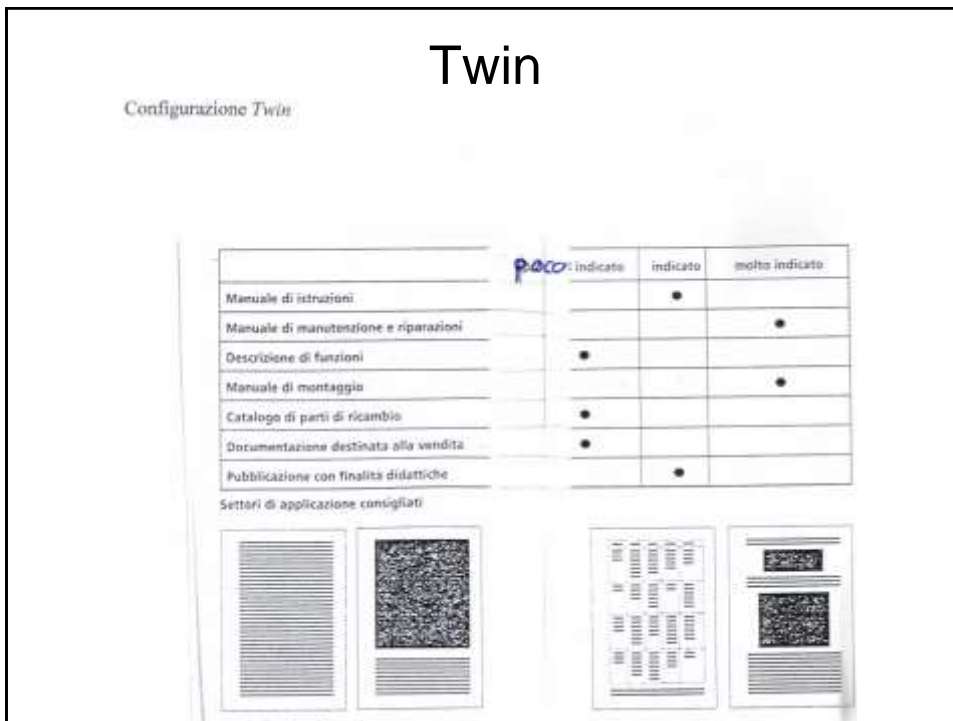 Twin
Configurazione Twin
poco indicato indicato molto indicato
Manuale di istruzioni ●
Manuale di manutenzione e riparazioni ●
Descrizione di funzioni ●
Manuale di montaggio ●
Catalogo di parti di ricambio ●
Documentazione destinata alla vendita ●
Pubblicazione con finalità didattiche ●
Settori di applicazione consigliati